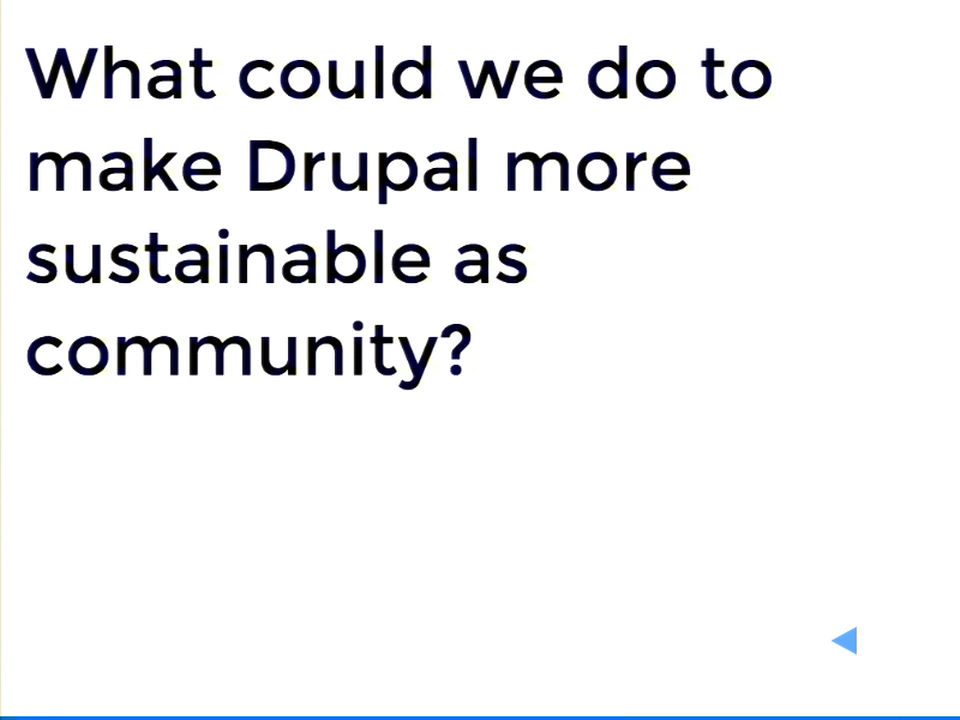 What could we do to
make Drupal more
sustainable as
community?